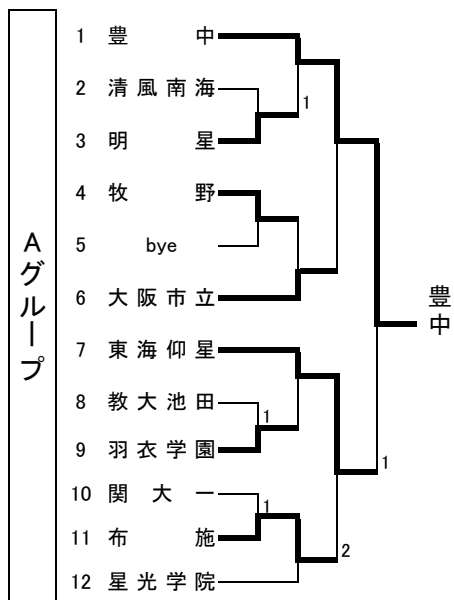 Aグループ
1 豊中
2 清風南海
3 明星
4 牧野
5 bye
6 大阪市立
7 東海仰星
8 教大池田
9 羽衣学園
10 関大一
11 布施
12 星光学院
1
1
1
2
1
豊中